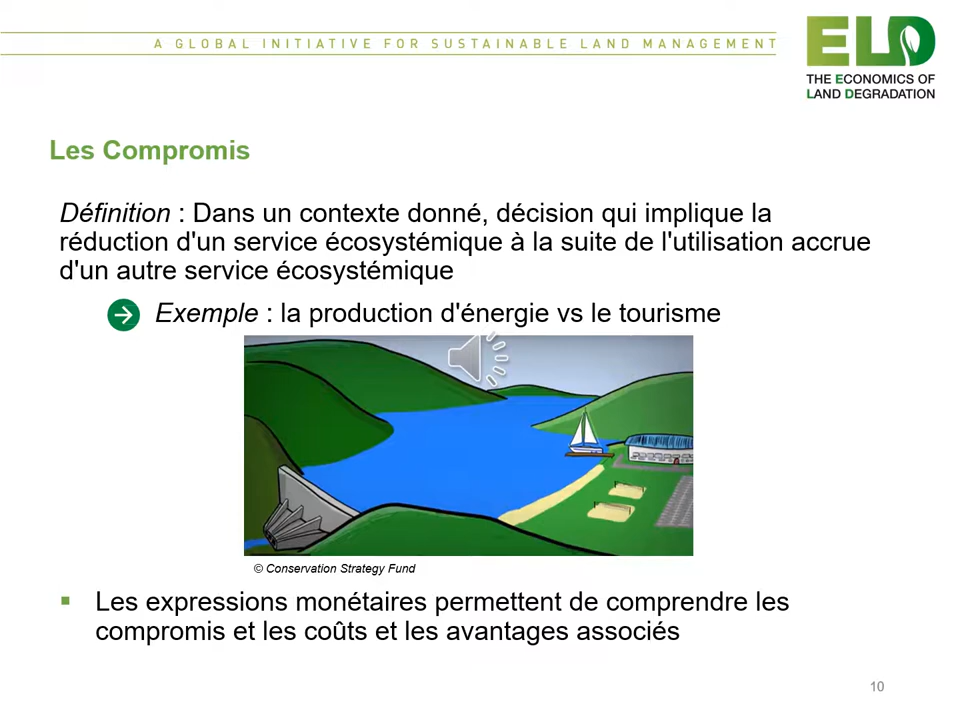 A GLOBAL INITIATIVE FOR SUSTAINABLE LAND MANAGEMENT
ELD
THE ECONOMICS OF
LAND DEGRADATION
Les Compromis
Définition : Dans un contexte donné, décision qui implique la
réduction d'un service écosystémique à la suite de l'utilisation accrue
d'un autre service écosystémique
Exemple : la production d'énergie vs le tourisme
© Conservation Strategy Fund
Les expressions monétaires permettent de comprendre les
compromis et les coûts et les avantages associés
10